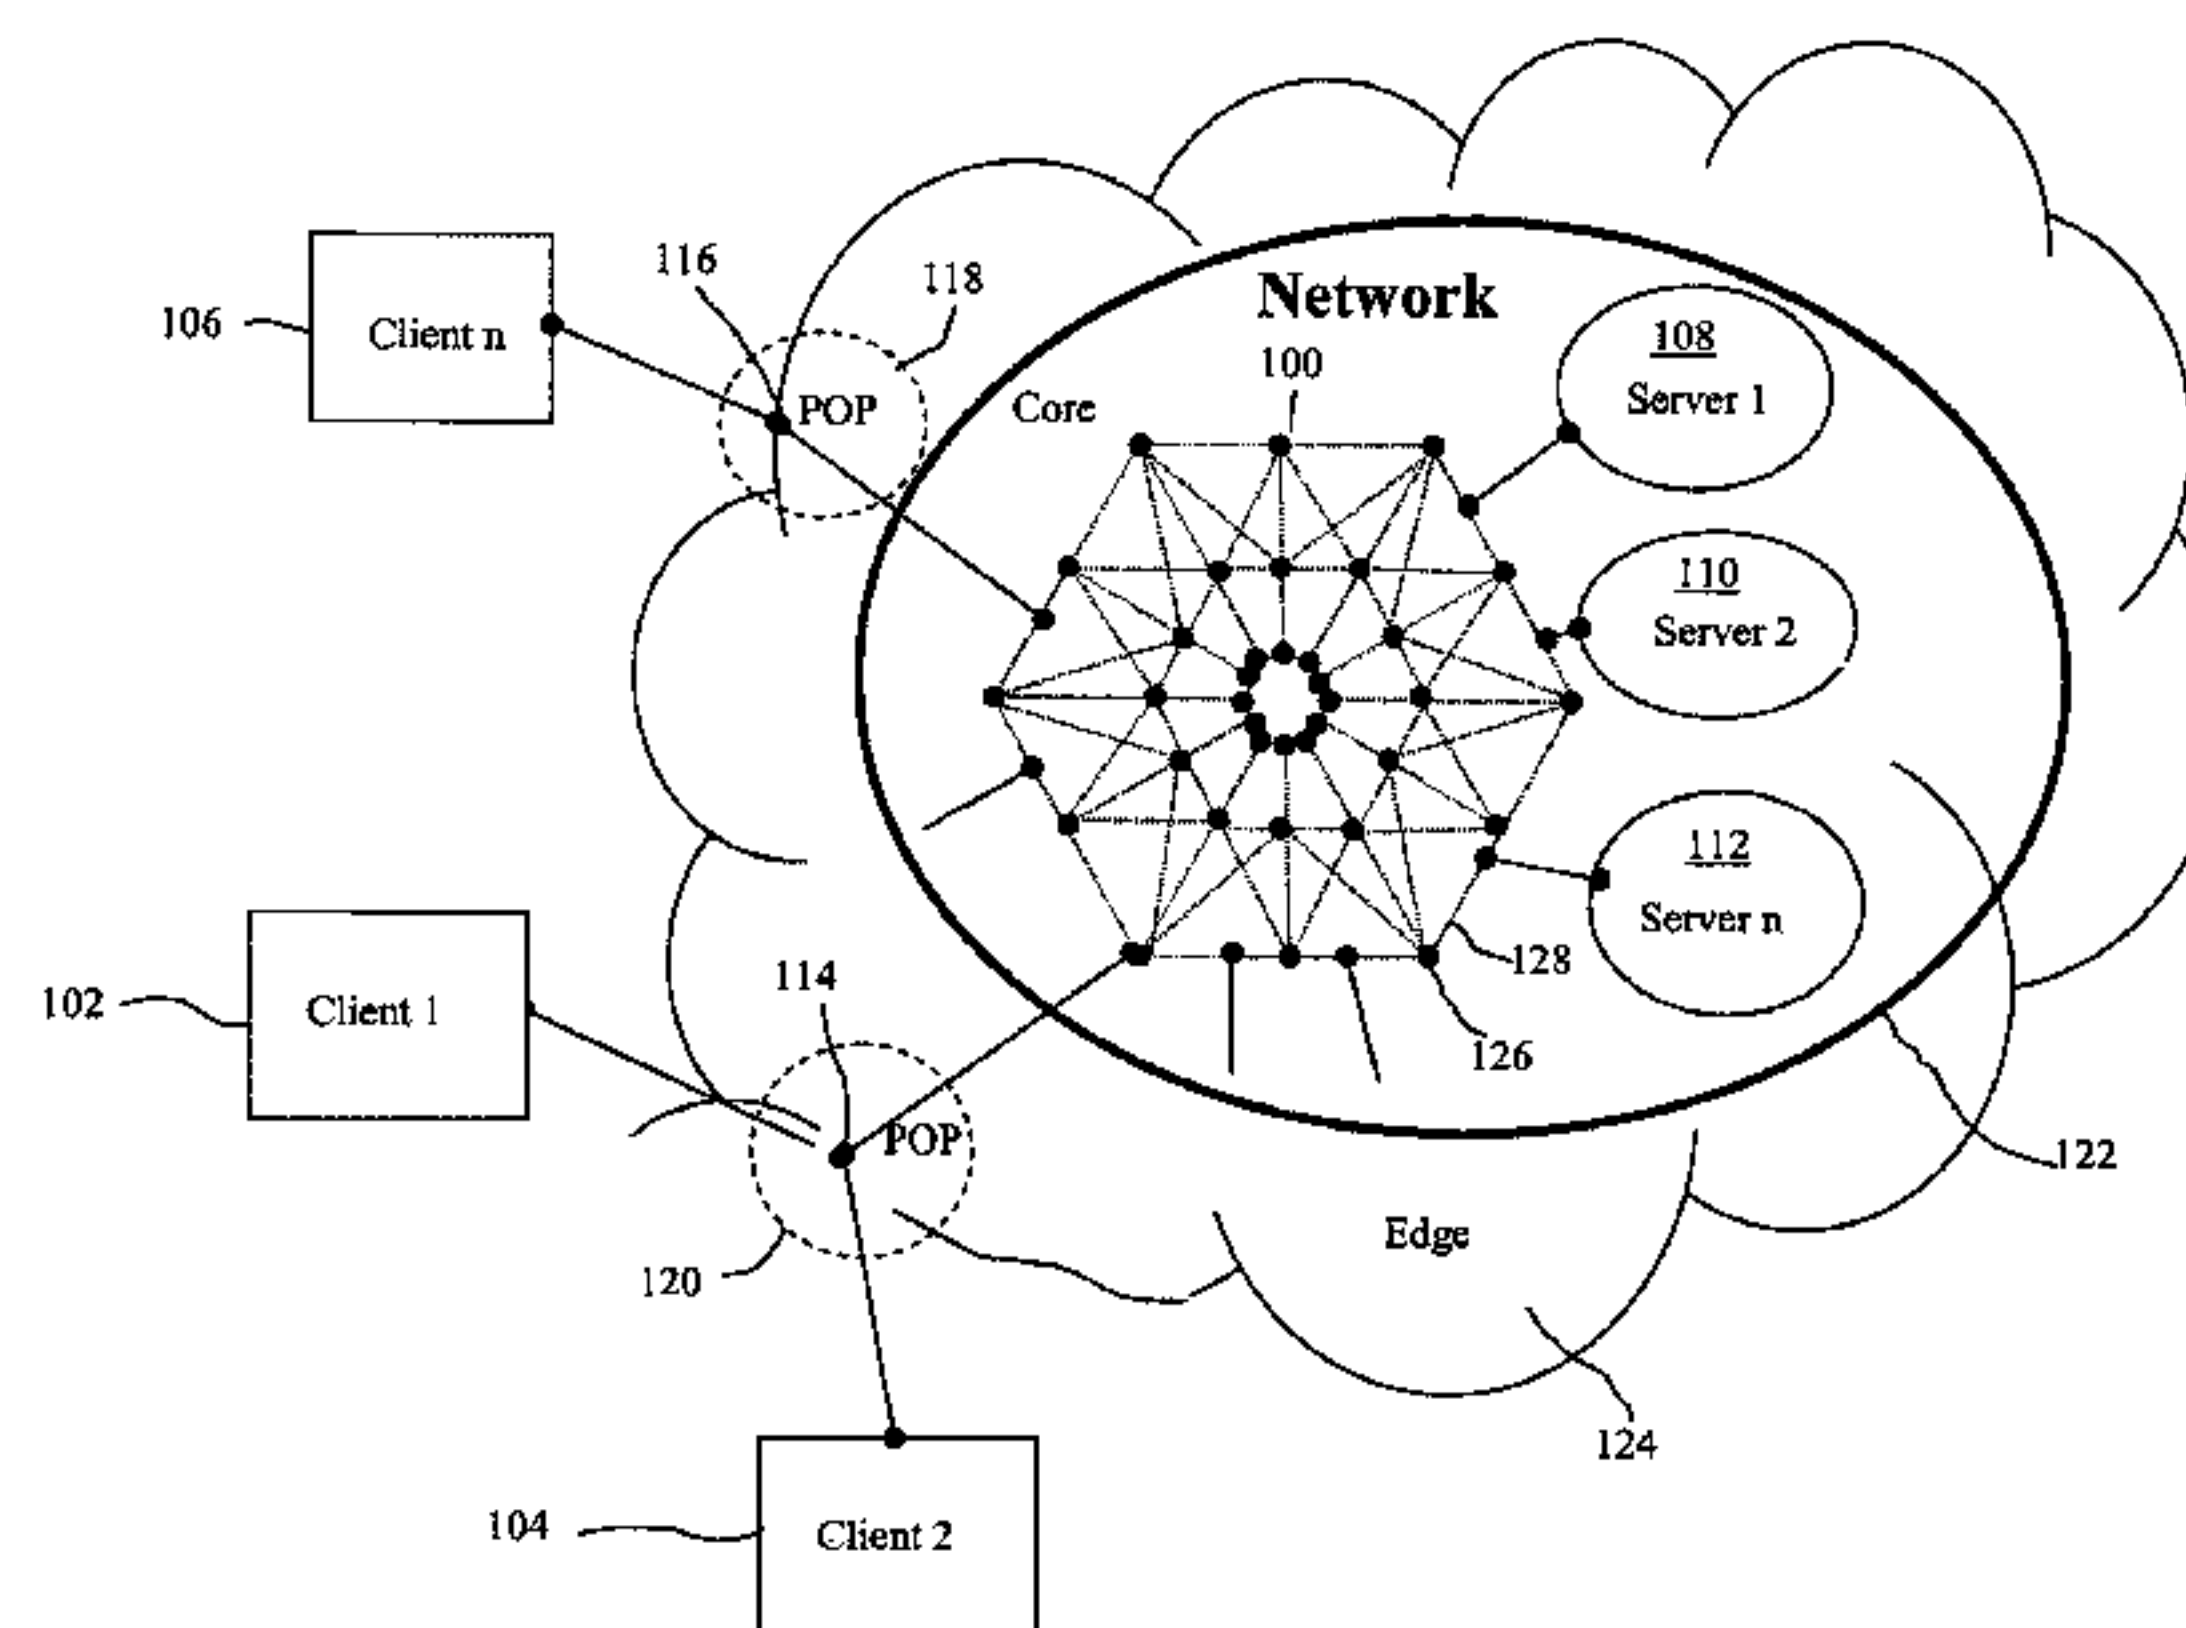 Network
116
118
108
106
Client n
100
POP
Core
Server 1
110
Server 2
112
Server n
128
114
102
Client 1
126
POP
122
Edge
120
124
104
Client 2